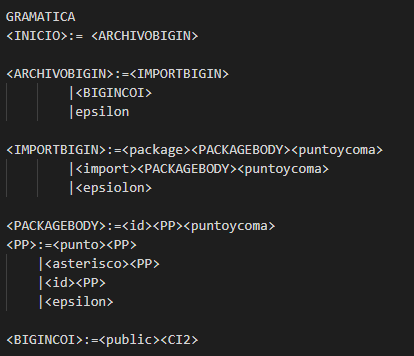 GRAMATICA
<INICIO>:= <ARCHIVOBIGIN>
<ARCHIVOBIGIN>:=<IMPORTBIGIN>
|<BIGINCOI>
|epsilon
<IMPORTBIGIN>:=<package><PACKAGEBODY><puntoycoma>
|<import><PACKAGEBODY><puntoycoma>
|<epsiolon>
<PACKAGEBODY>:=<id><PP><puntoycoma>
<PP>:=<punto><PP>
|<asterisco><PP>
|<id><PP>
|<epsilon>
<BIGINCOI>:=<public><CI2>